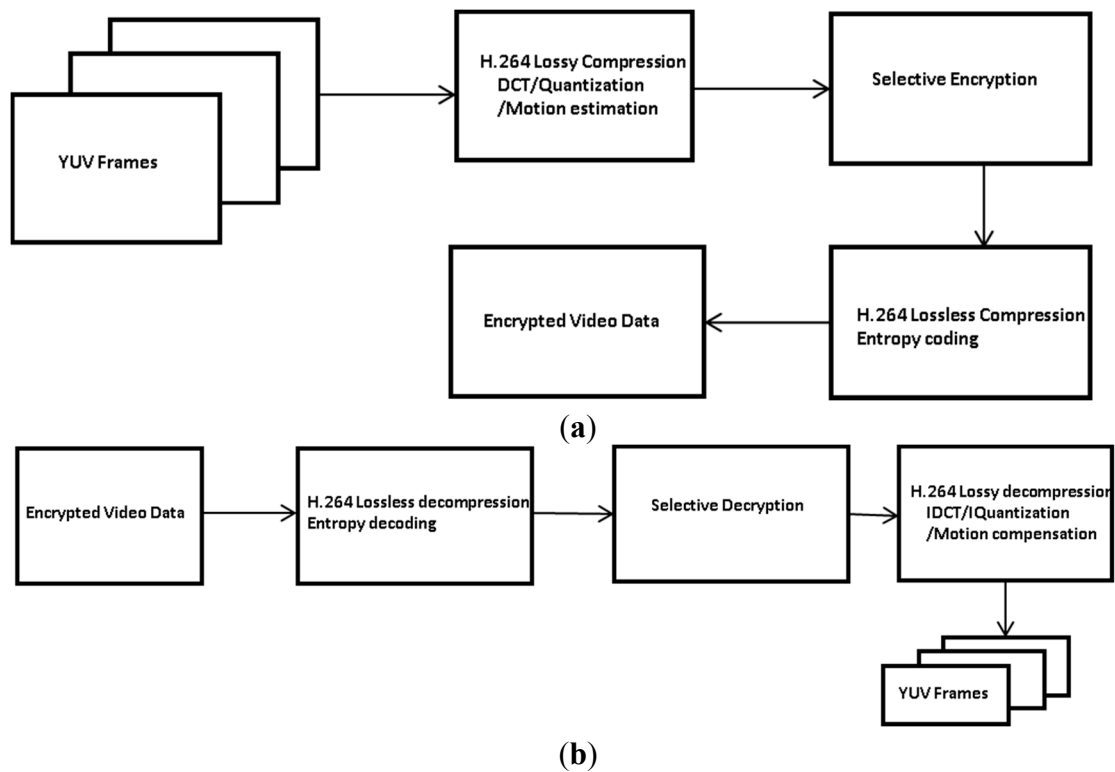 YUV Frames
H.264 Lossy Compression
DCT/Quantization
/Motion estimation
Selective Encryption
Encrypted Video Data
H.264 Lossless Compression
Entropy coding
(a)
Encrypted Video Data
H.264 Lossless decompression
Entropy decoding
Selective Decryption
H.264 Lossy decompression
IDCT/IQuantization
/Motion compensation
YUV Frames
(b)